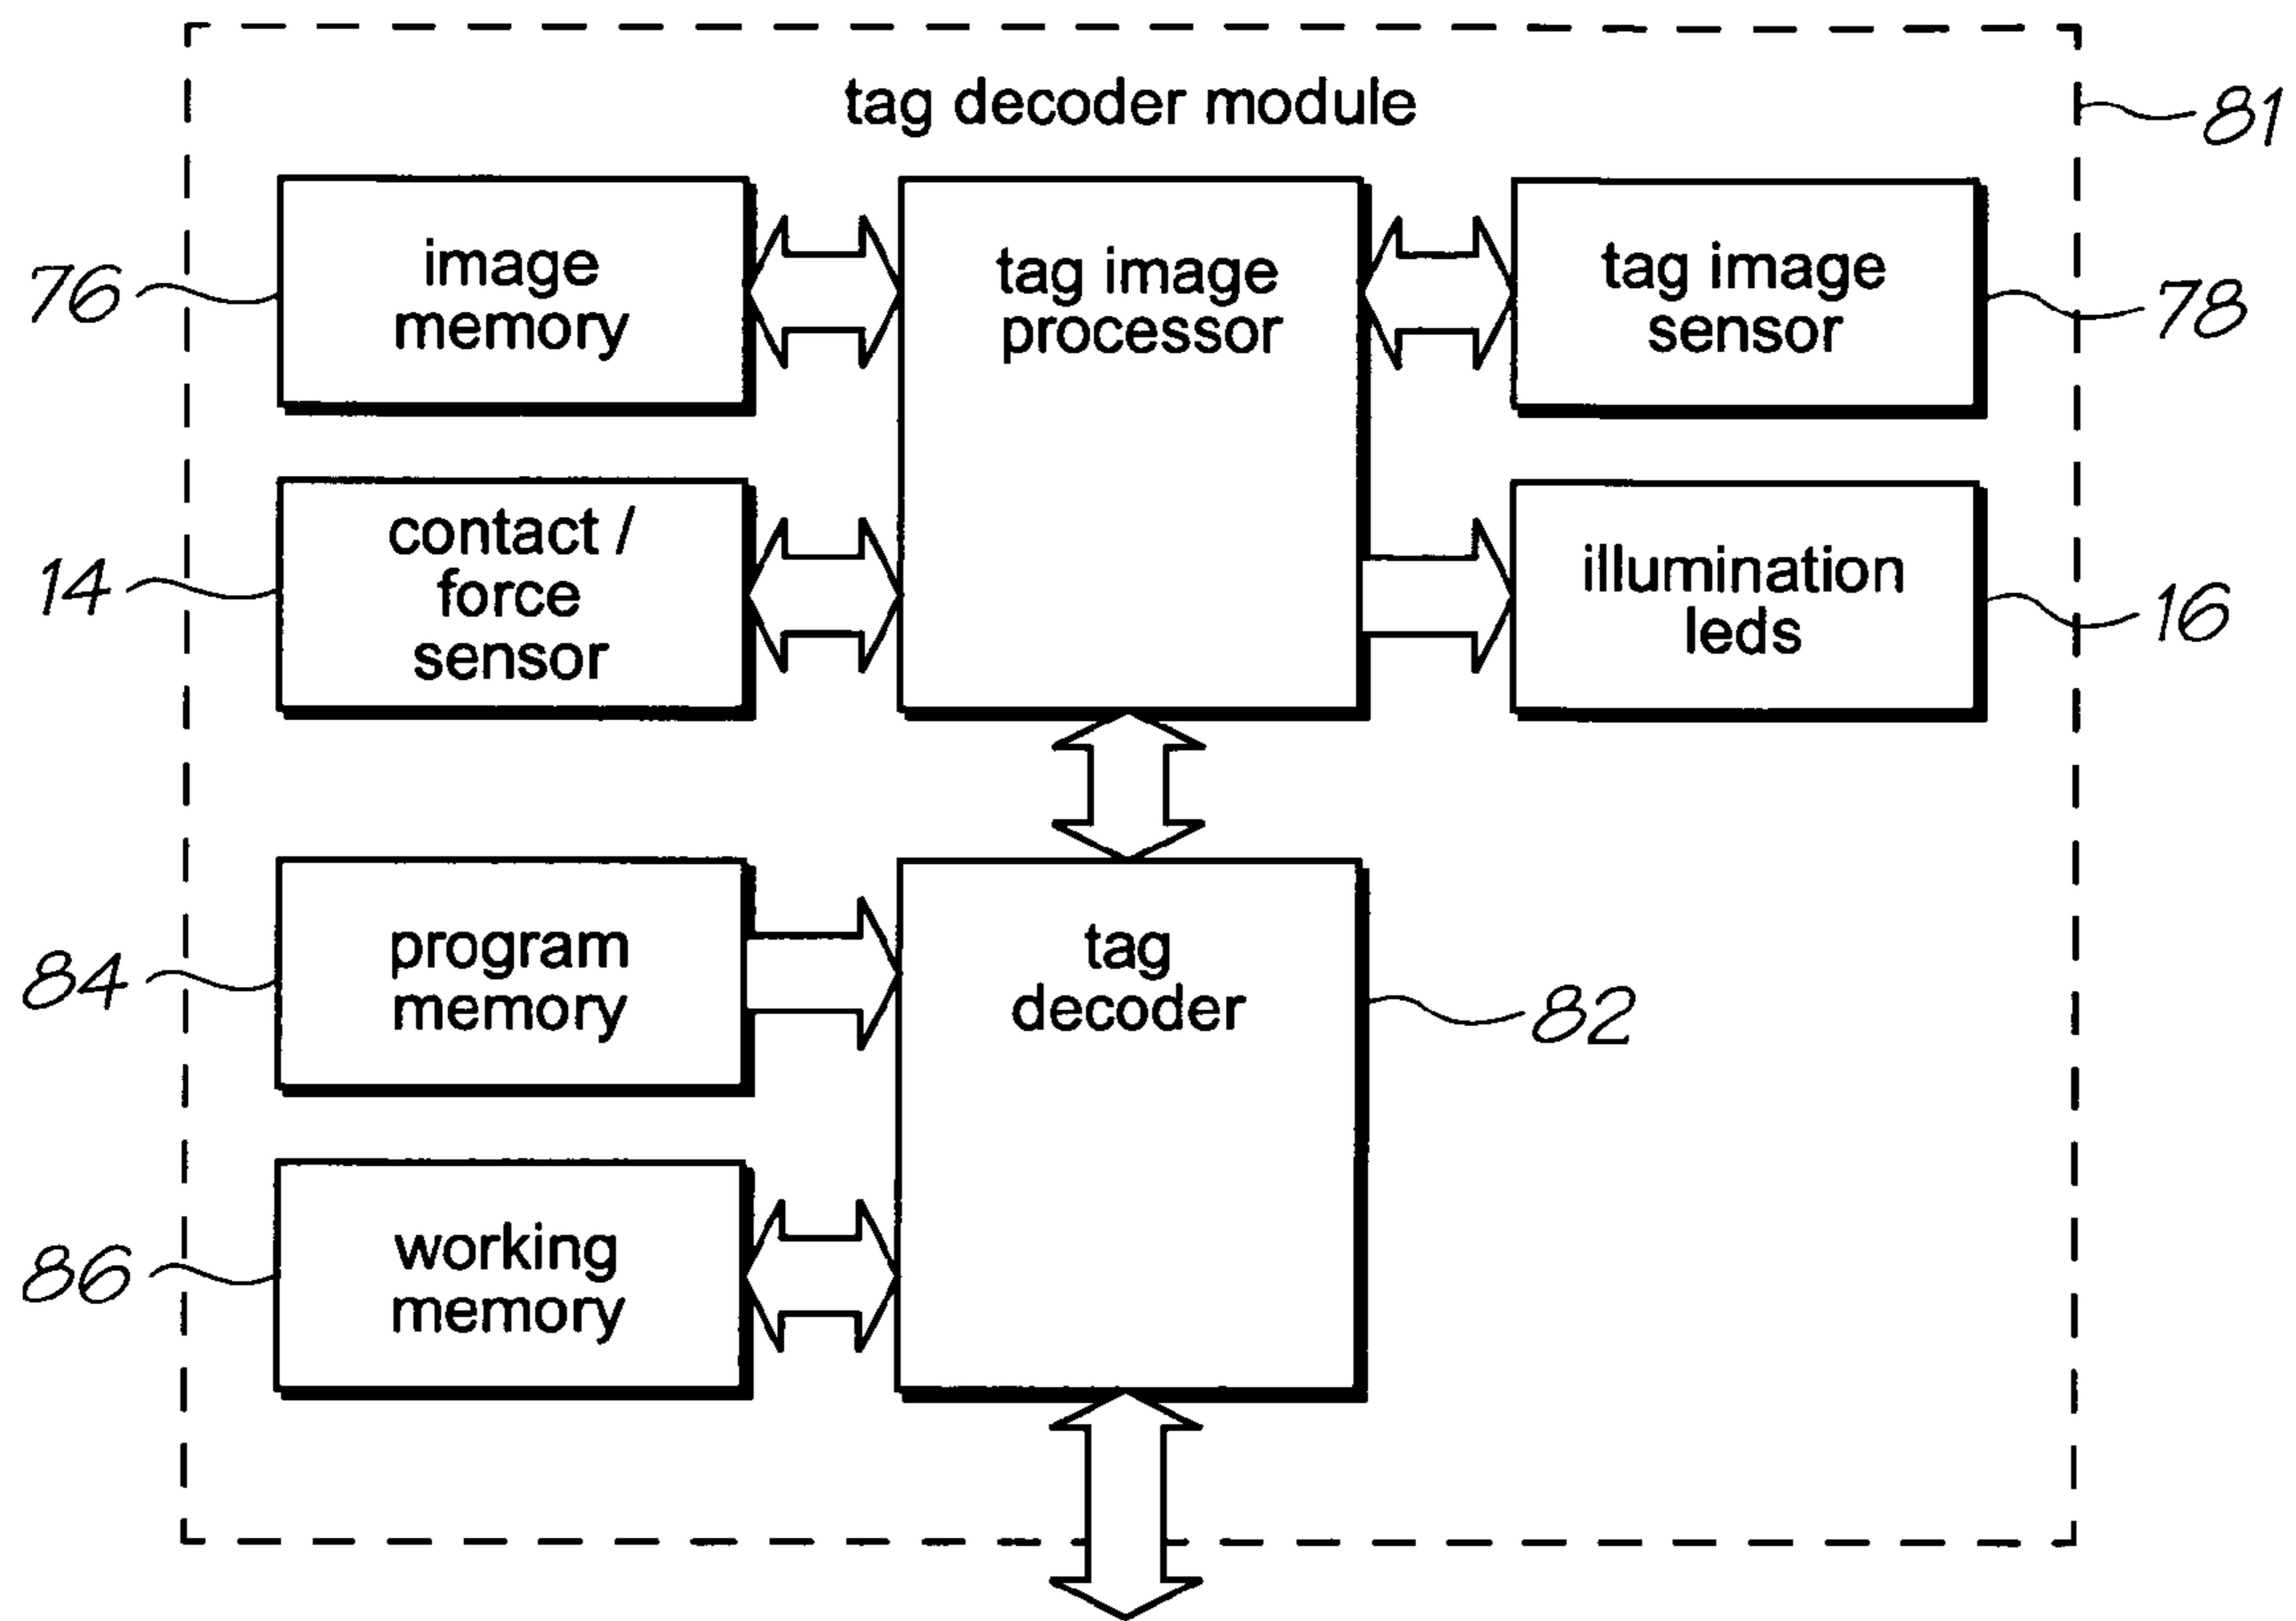 tag decoder module
81
image
memory
76
tag image
processor
tag image
sensor
78
contact /
force
sensor
14
illumination
leds
16
program
memory
84
tag
decoder
82
working
memory
86